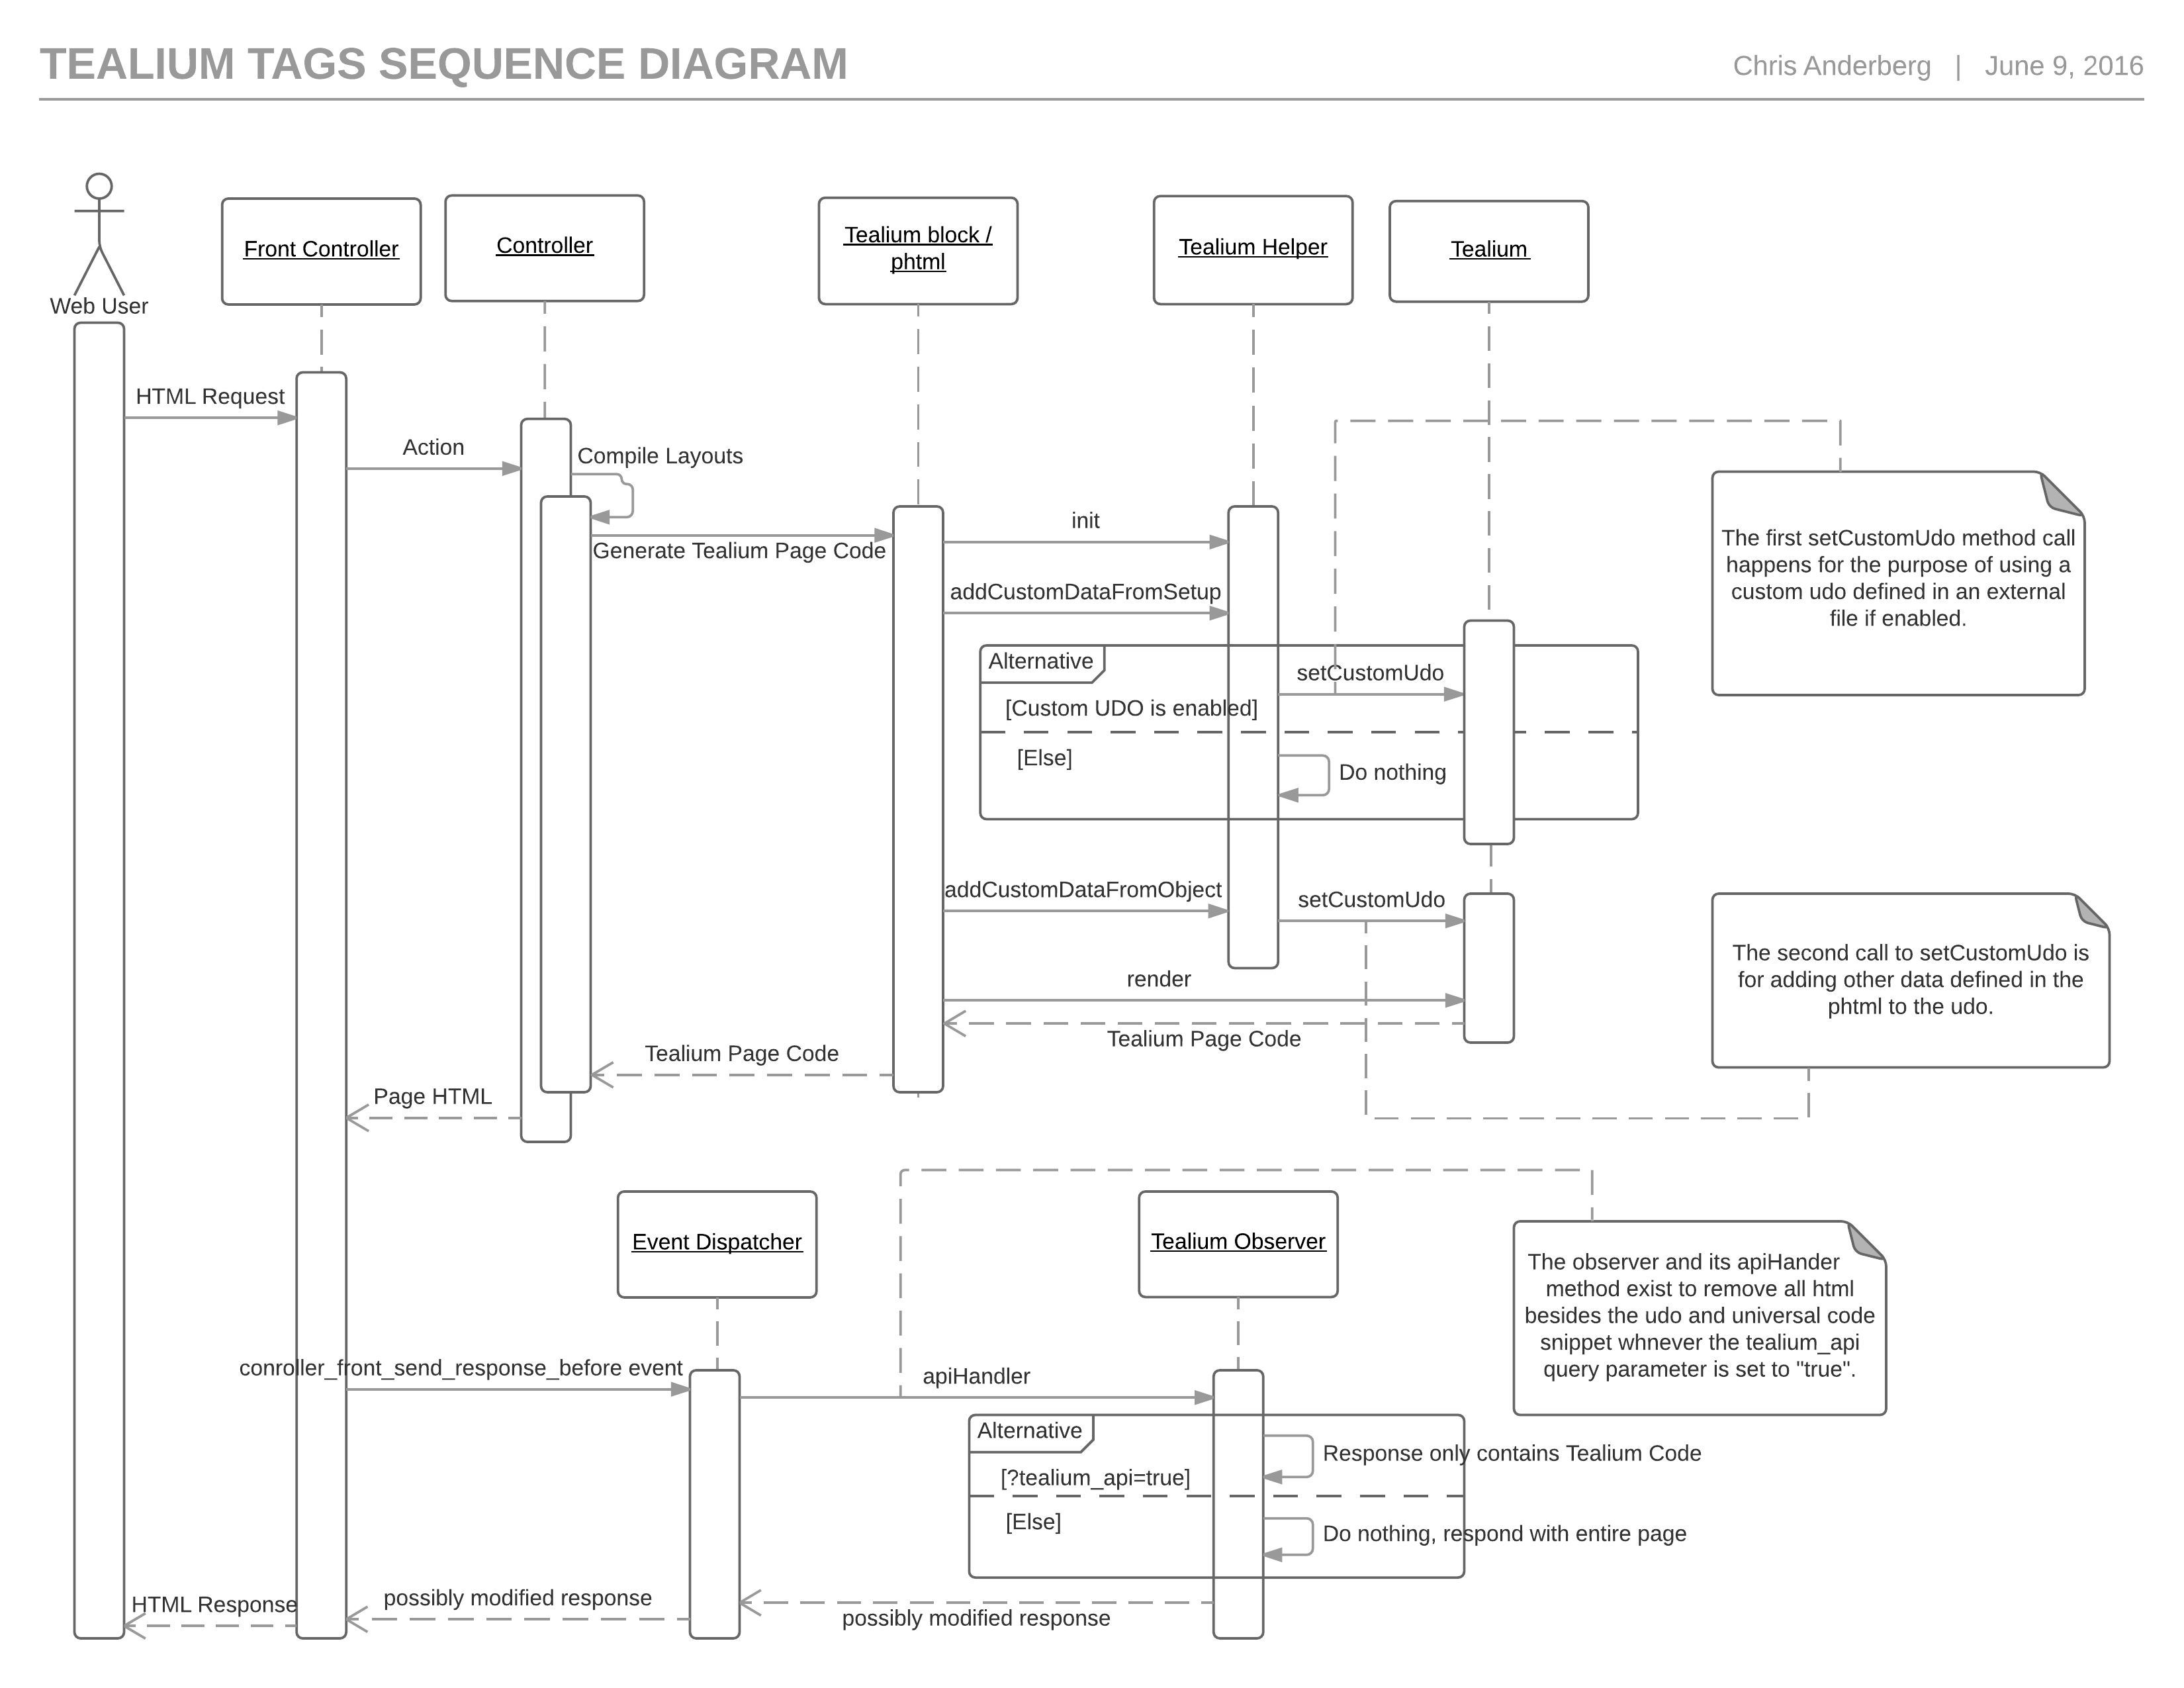 TEALIUM TAGS SEQUENCE DIAGRAM
Chris Anderberg | June 9, 2016
Web User
Front Controller
Controller
Tealium block /
phtml
Tealium Helper
Tealium
HTML Request
Action
Compile Layouts
Generate Tealium Page Code
init
addCustomDataFromSetup
The first setCustomUdo method call
happens for the purpose of using a
custom udo defined in an external
file if enabled.
Alternative
setCustomUdo
[Custom UDO is enabled]
[Else]
Do nothing
addCustomDataFromObject
setCustomUdo
The second call to setCustomUdo is
for adding other data defined in the
phtml to the udo.
render
Tealium Page Code
Tealium Page Code
Page HTML
Event Dispatcher
Tealium Observer
The observer and its apiHander
method exist to remove all html
besides the udo and universal code
snippet whnever the tealium_api
query parameter is set to "true".
conroller_front_send_response_before event
apiHandler
Alternative
Response only contains Tealium Code
[?tealium_api=true]
[Else]
Do nothing, respond with entire page
HTML Response
possibly modified response
possibly modified response